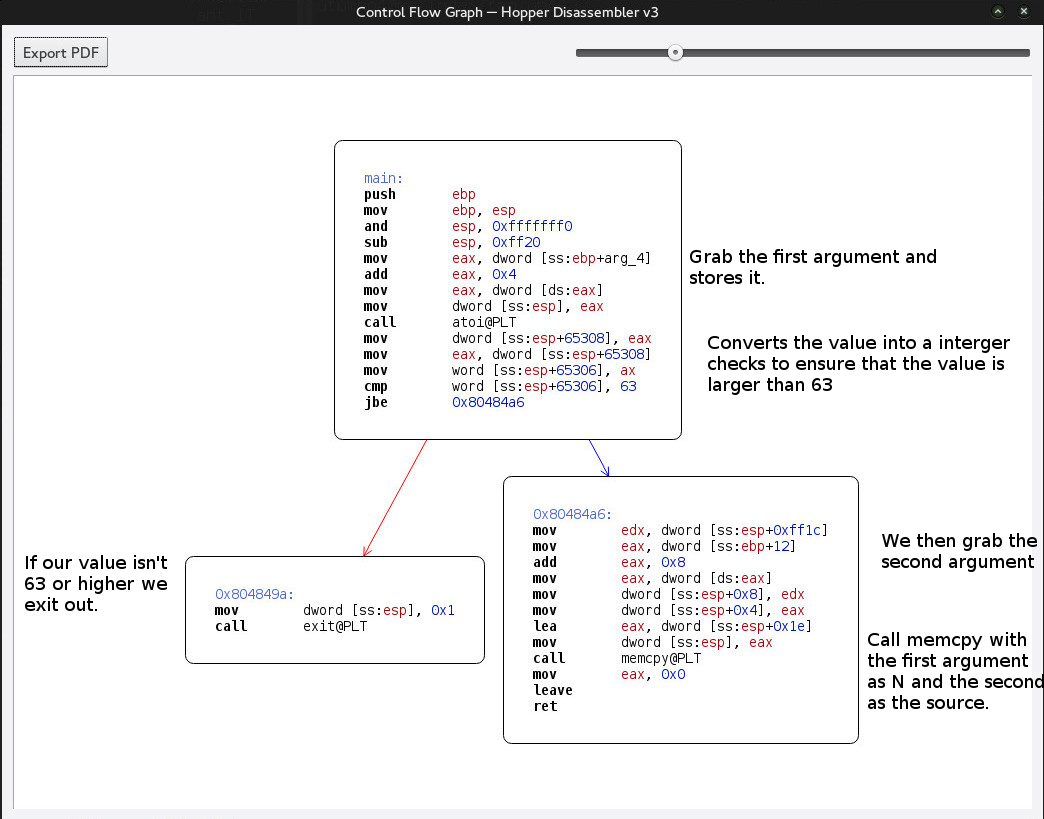 Control Flow Graph — Hopper Disassembler v3
Export PDF
main:
push ebp
mov ebp, esp
and esp, 0xfffffff0
sub esp, 0xff20
mov eax, dword [ss:ebp+arg_4]
add eax, 0x4
mov eax, dword [ds:eax]
mov dword [ss:esp], eax
call atoi@PLT
mov dword [ss:esp+65308], eax
mov eax, dword [ss:esp+65308]
mov word [ss:esp+65306], ax
cmp word [ss:esp+65306], 63
jbe 0x80484a6
Grab the first argument and
stores it.
Converts the value into a interger
checks to ensure that the value is
larger than 63
If our value isn't
63 or higher we
exit out.
0x804849a:
mov dword [ss:esp], 0x1
call exit@PLT
0x80484a6:
mov edx, dword [ss:esp+0xff1c]
mov eax, dword [ss:ebp+12]
add eax, 0x8
mov eax, dword [ds:eax]
mov dword [ss:esp+0x8], edx
mov dword [ss:esp+0x4], eax
lea eax, dword [ss:esp+0x1e]
mov dword [ss:esp], eax
call memcpy@PLT
mov eax, 0x0
leave
ret
We then grab the
second argument
Call memcpy with
the first argument
as N and the second
as the source.